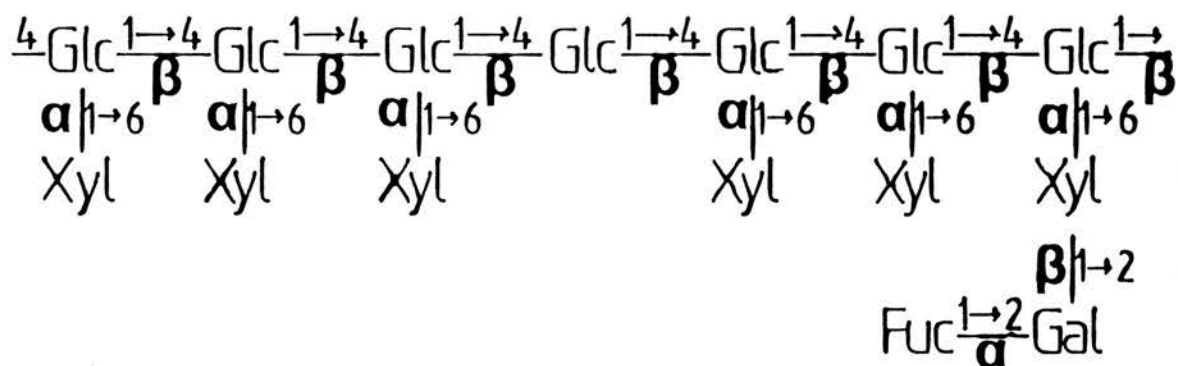 4 Glc 1→4 Glc 1→4 Glc 1→4 Glc 1→4 Glc 1→4 Glc 1→4 Glc 1→
β β β β β β β
α 1→6 α 1→6 α 1→6 α 1→6 α 1→6 α 1→6
Xyl Xyl Xyl Xyl Xyl Xyl
β 1→2
Fuc 1→2 Gal
α